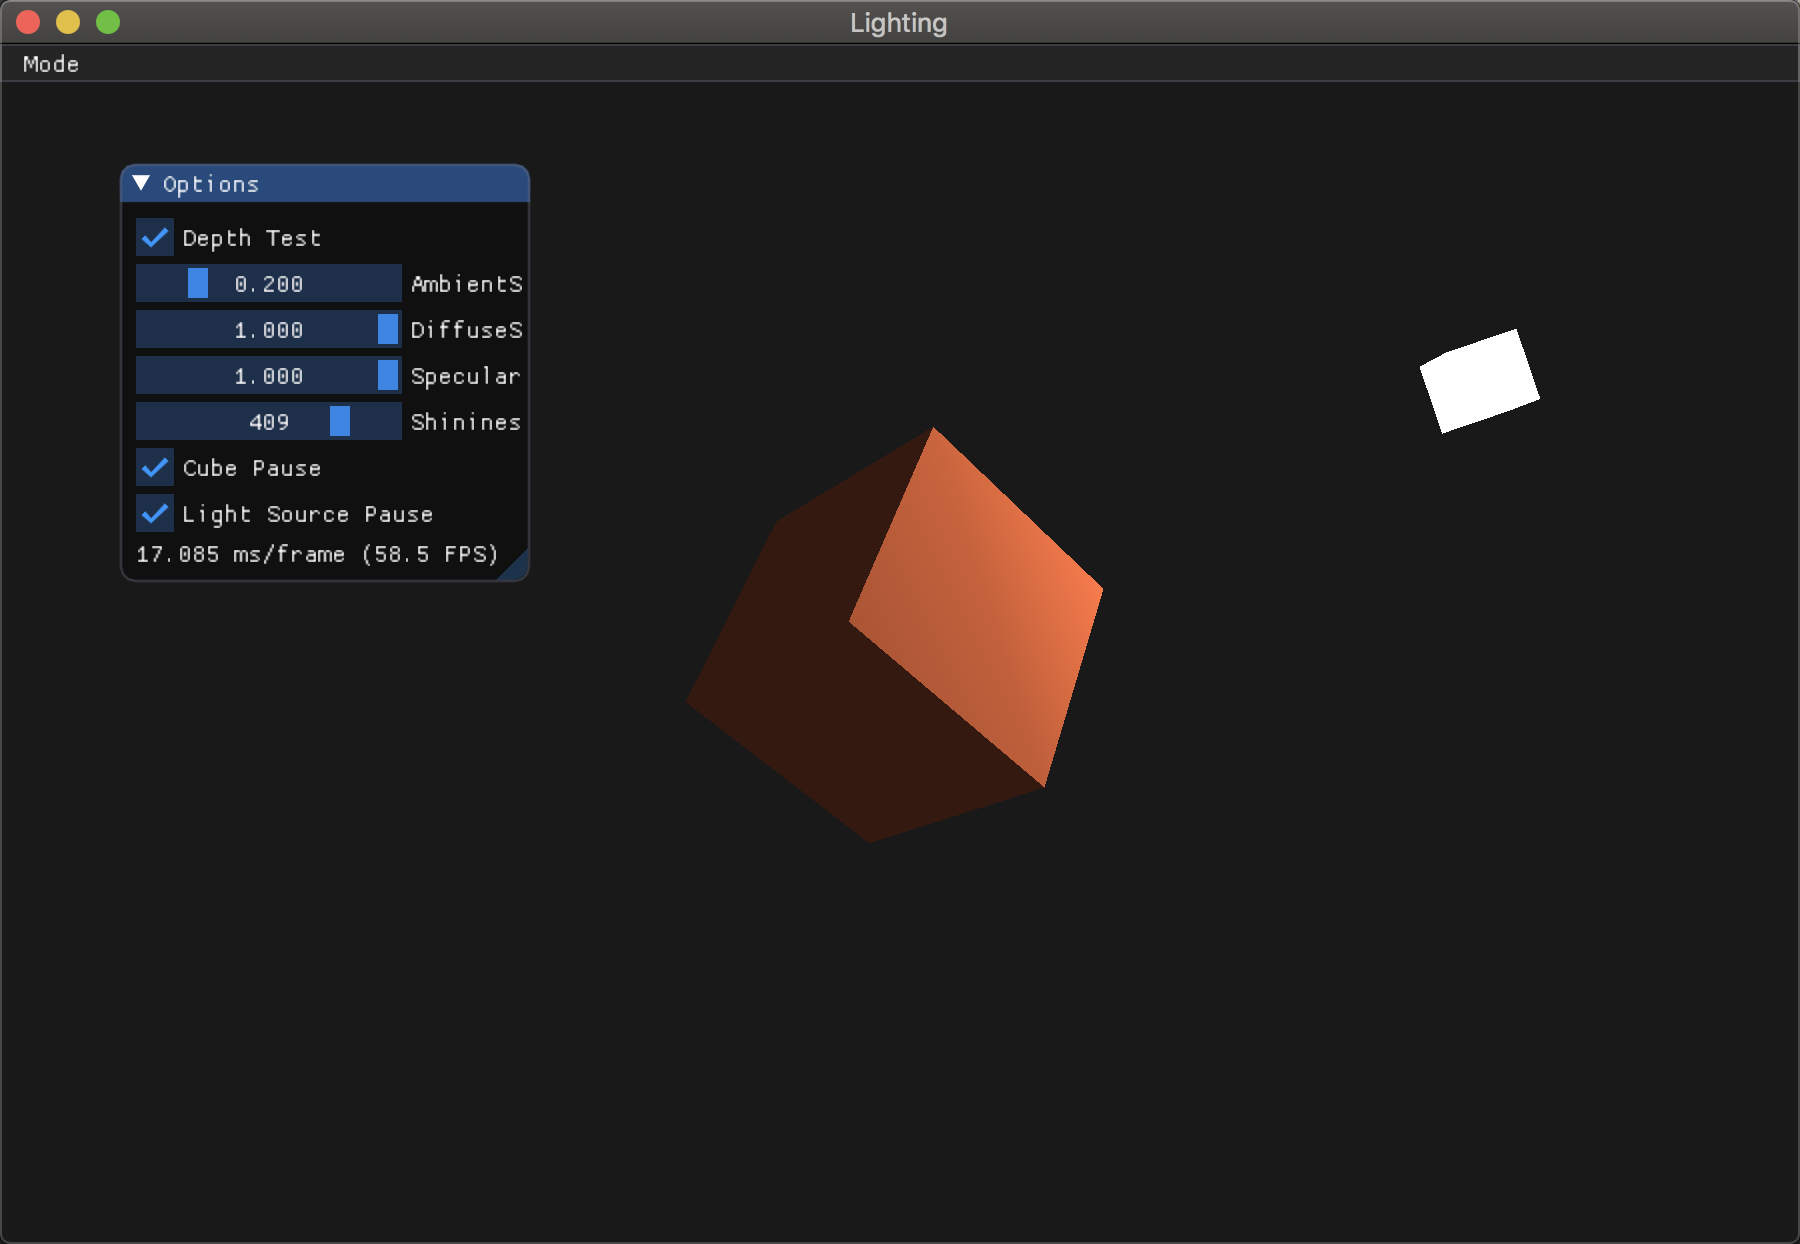 Lighting
Mode
Options
Depth Test
0.200 AmbientS
1.000 DiffuseS
1.000 Specular
409 Shinines
Cube Pause
Light Source Pause
17.085 ms/frame (58.5 FPS)